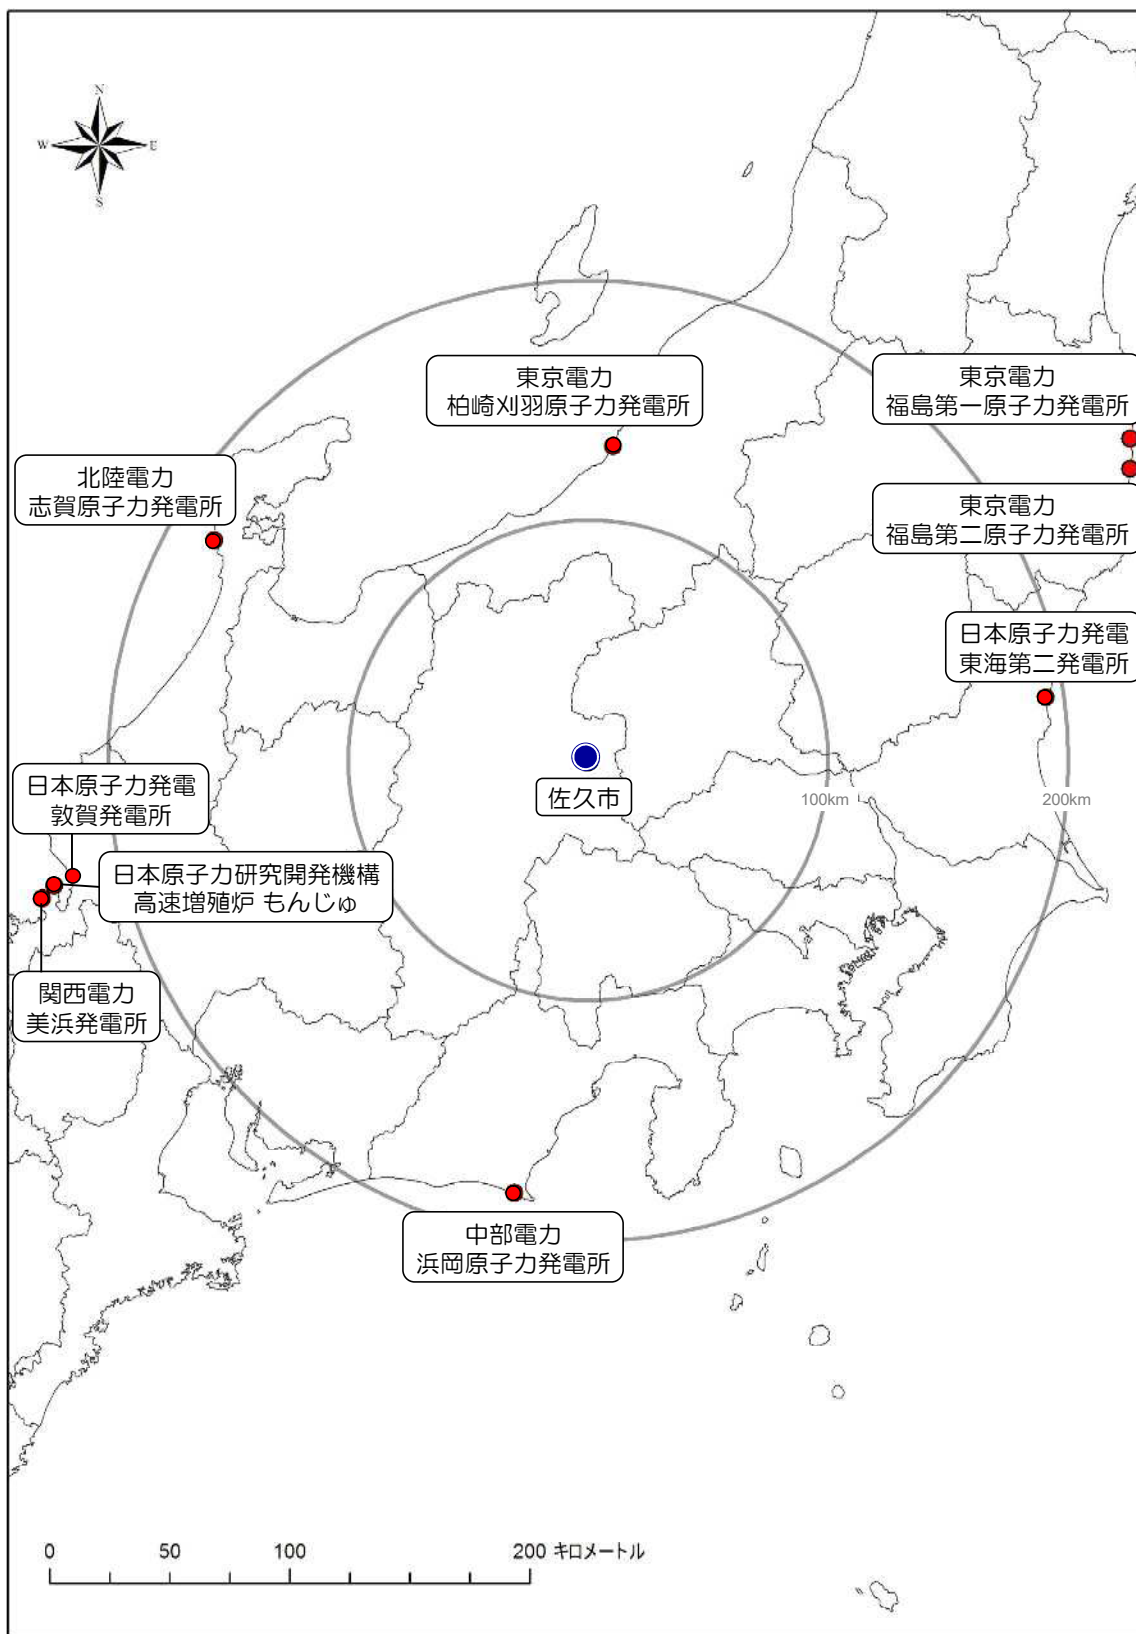 N
W
E
S
東京電力
柏崎刈羽原子力発電所
東京電力
福島第一原子力発電所
北陸電力
志賀原子力発電所
東京電力
福島第二原子力発電所
日本原子力発電
東海第二発電所
日本原子力発電
敦賀発電所
佐久市
100km
200km
日本原子力研究開発機構
高速増殖炉 もんじゅ
関西電力
美浜発電所
中部電力
浜岡原子力発電所
0 50 100 200 キロメートル